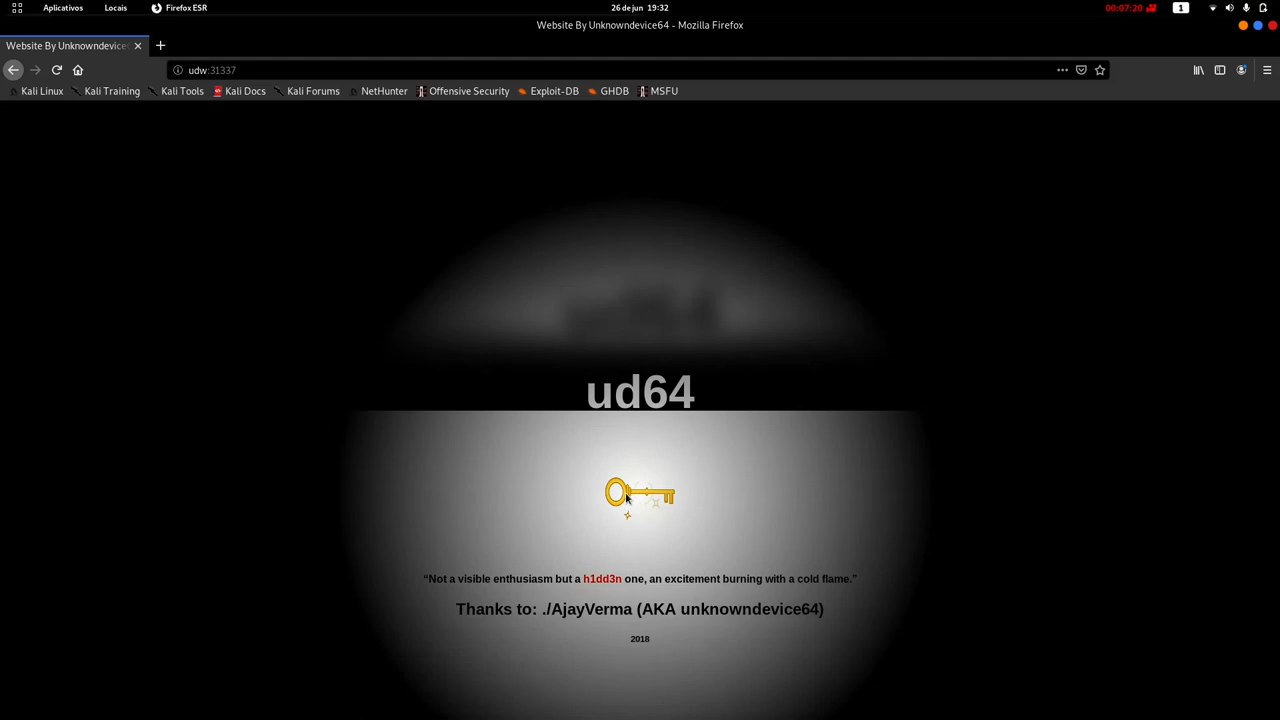 Aplicativos Locais Firefox ESR 26 de jun 19:32 00:07:20 1
Website By Unknowndevice64 - Mozilla Firefox
Website By Unknowndevice
udw:31337
Kali Linux Kali Training Kali Tools Kali Docs Kali Forums NetHunter Offensive Security Exploit-DB GHDB MSFU
ud64
“Not a visible enthusiasm but a h1dd3n one, an excitement burning with a cold flame.”
Thanks to: ./AjayVerma (AKA unknowndevice64)
2018